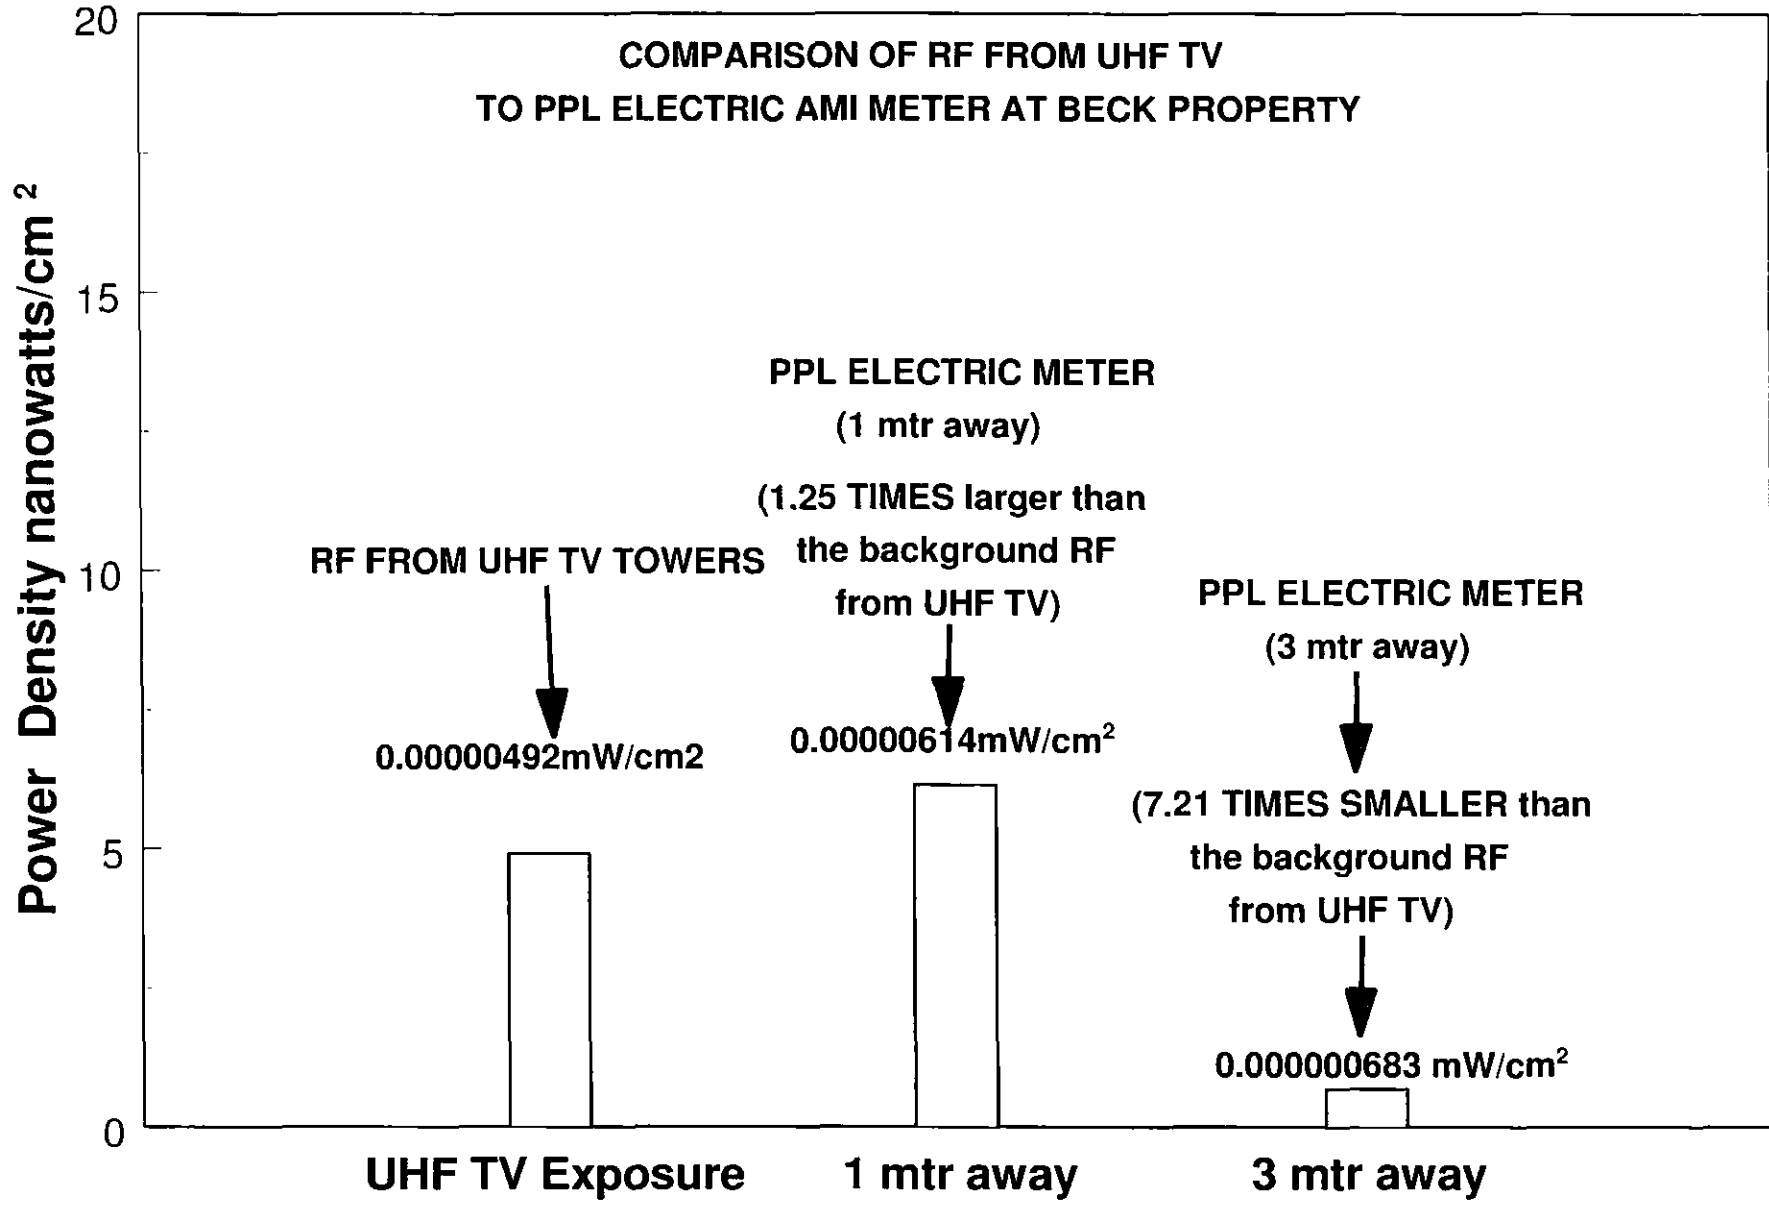 COMPARISON OF RF FROM UHF TV
TO PPL ELECTRIC AMI METER AT BECK PROPERTY
Power Density nanowatts/cm²
20
15
10
5
0
RF FROM UHF TV TOWERS
0.00000492mW/cm2
PPL ELECTRIC METER
(1 mtr away)
(1.25 TIMES larger than
the background RF
from UHF TV)
0.00000614mW/cm²
PPL ELECTRIC METER
(3 mtr away)
(7.21 TIMES SMALLER than
the background RF
from UHF TV)
0.000000683 mW/cm²
UHF TV Exposure
1 mtr away
3 mtr away